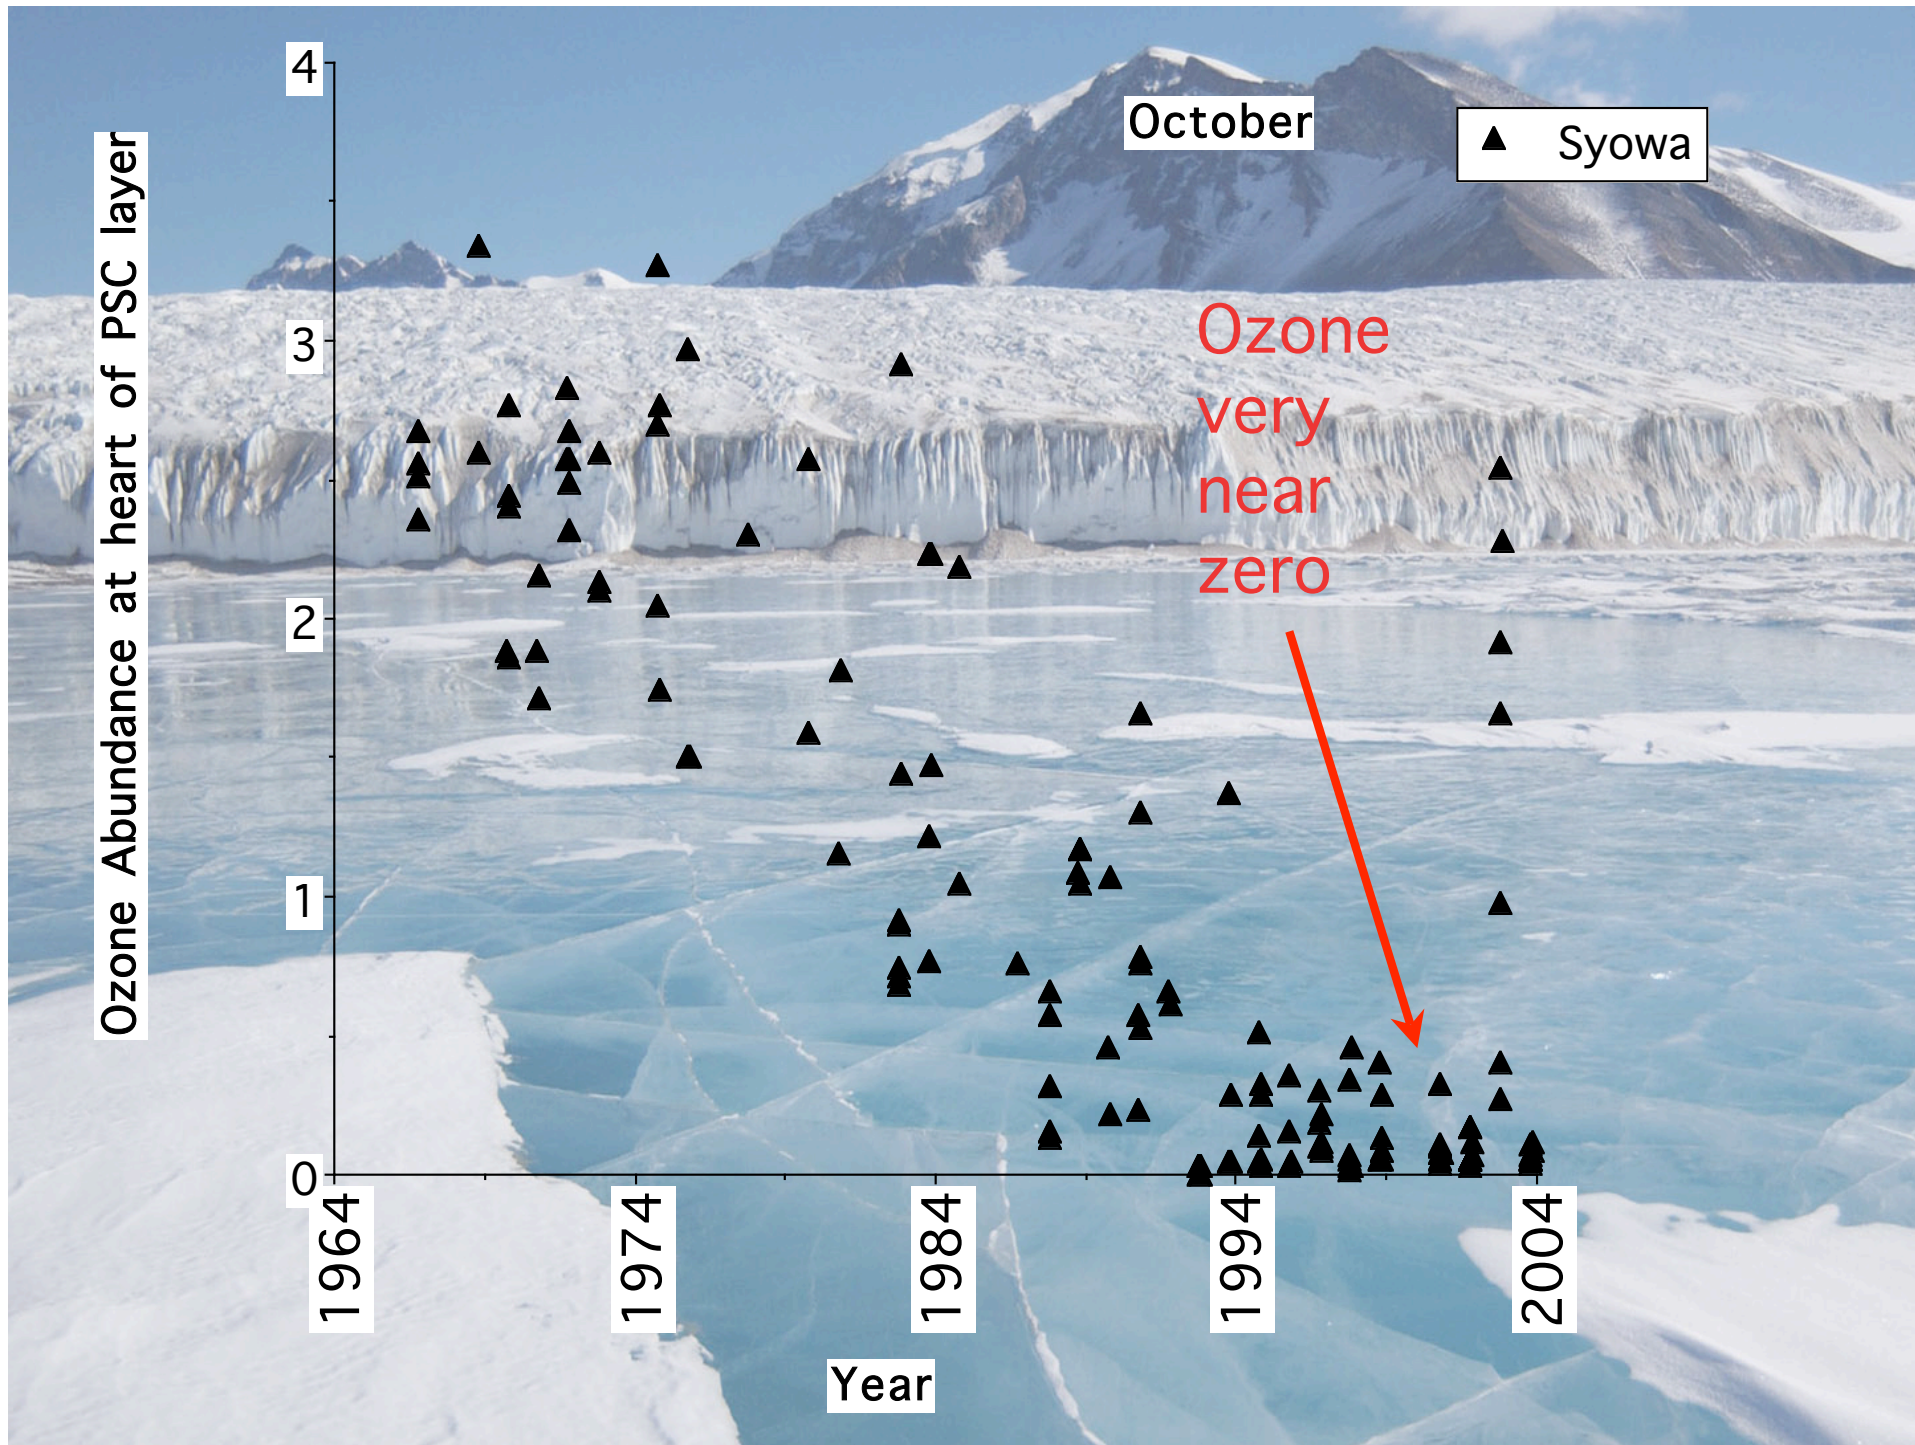 October
Syowa
Ozone Abundance at heart of PSC layer
4
3
2
1
0
Ozone
very
near
zero
1964
1974
1984
1994
2004
Year